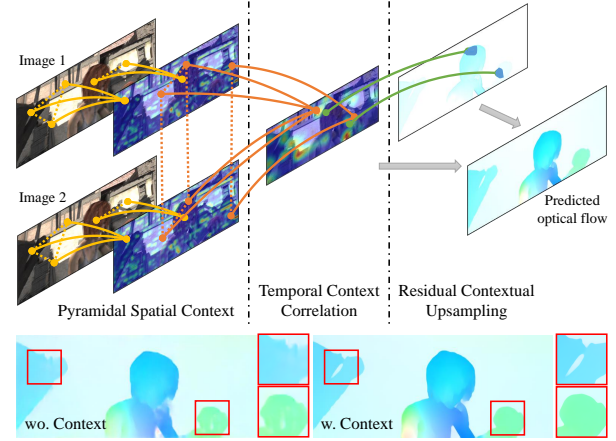 Image 1
Image 2
Predicted
optical flow
Pyramidal Spatial Context
Temporal Context
Correlation
Residual Contextual
Upsampling
wo. Context
w. Context